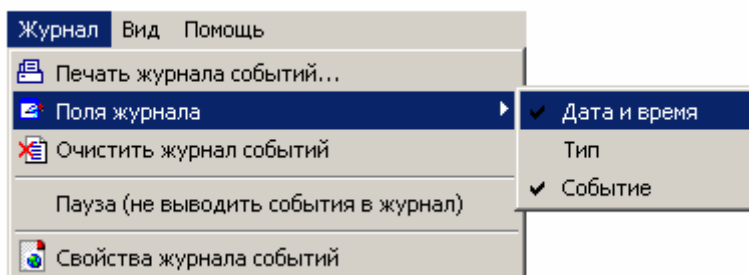 Журнал Вид Помощь
Печать журнала событий...
Поля журнала
Дата и время
Очистить журнал событий
Тип
Событие
Пауза (не выводить события в журнал)
Свойства журнала событий